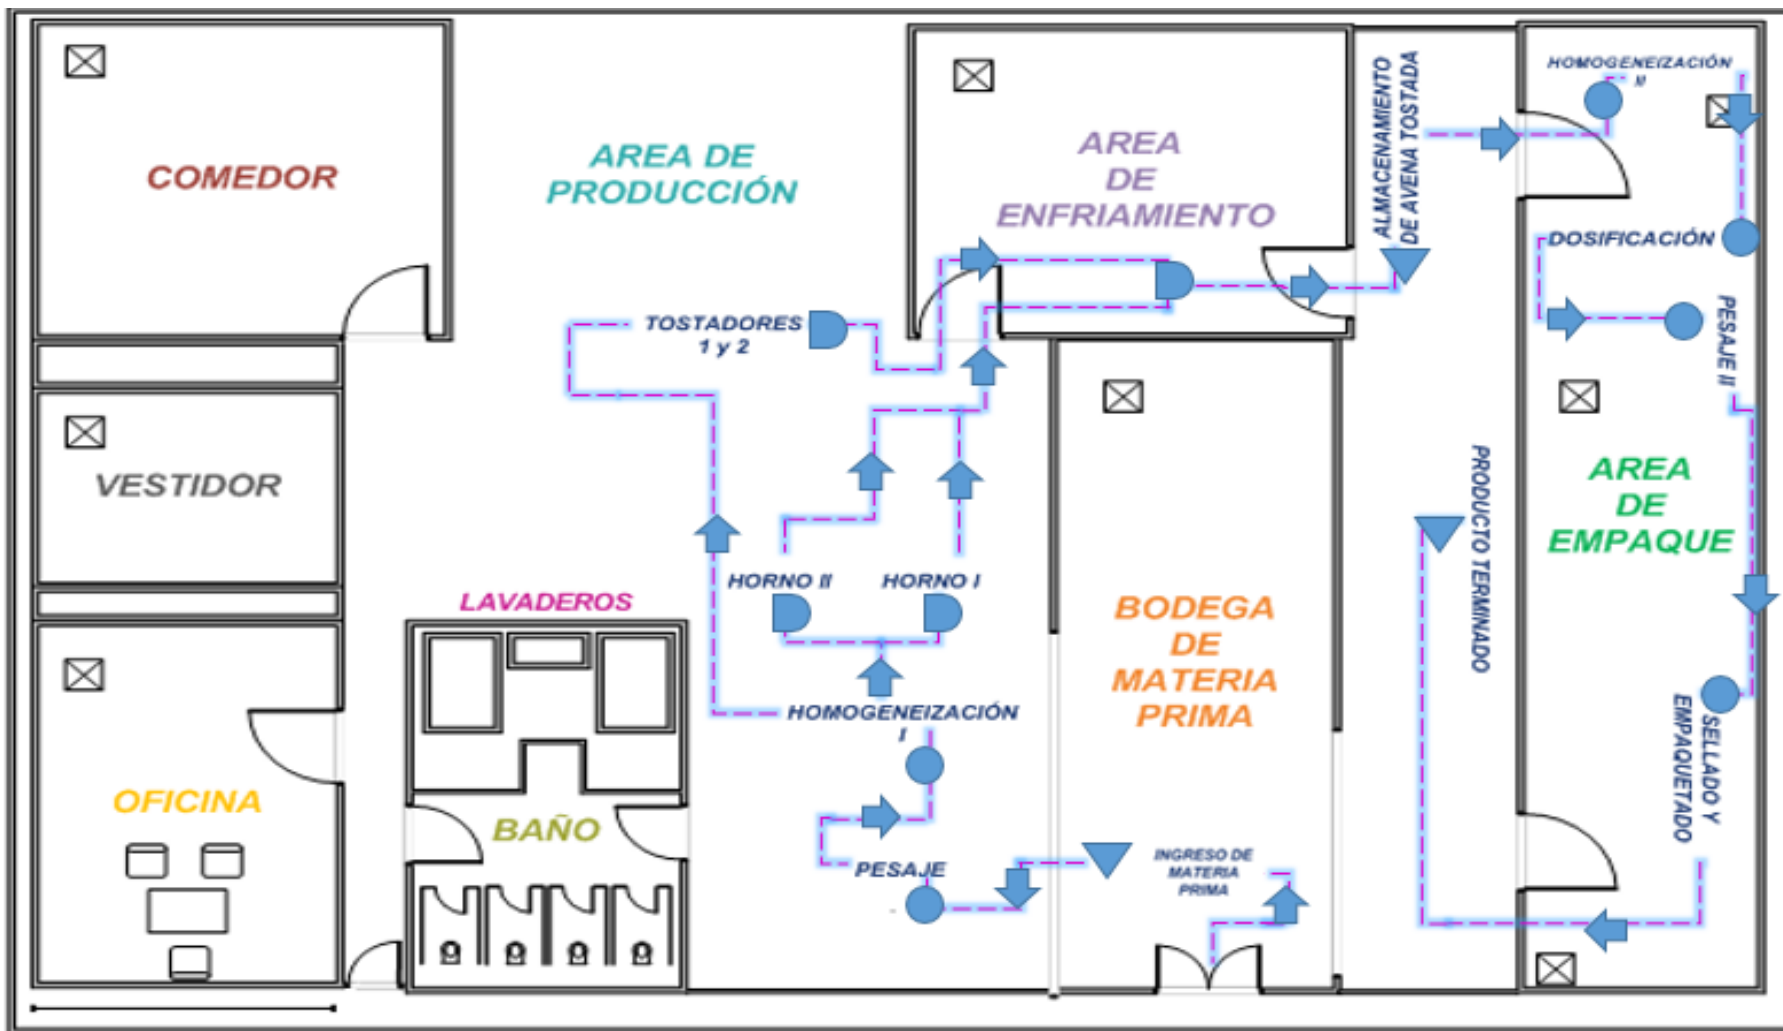 COMEDOR
AREA DE
PRODUCCIÓN
AREA
DE
ENFRIAMIENTO
ALMACENAMIENTO
DE AVENA TOSTADA
HOMOGENEIZACIÓN
II
DOSIFICACIÓN
PESAJE II
TOSTADORES
1 y 2
VESTIDOR
AREA
DE
EMPAQUE
PRODUCTO TERMINADO
HORNO II
HORNO I
LAVADEROS
BODEGA
DE
MATERIA
PRIMA
HOMOGENEIZACIÓN
I
SELLADO Y
EMPAQUETADO
OFICINA
BAÑO
PESAJE
INGRESO DE
MATERIA
PRIMA